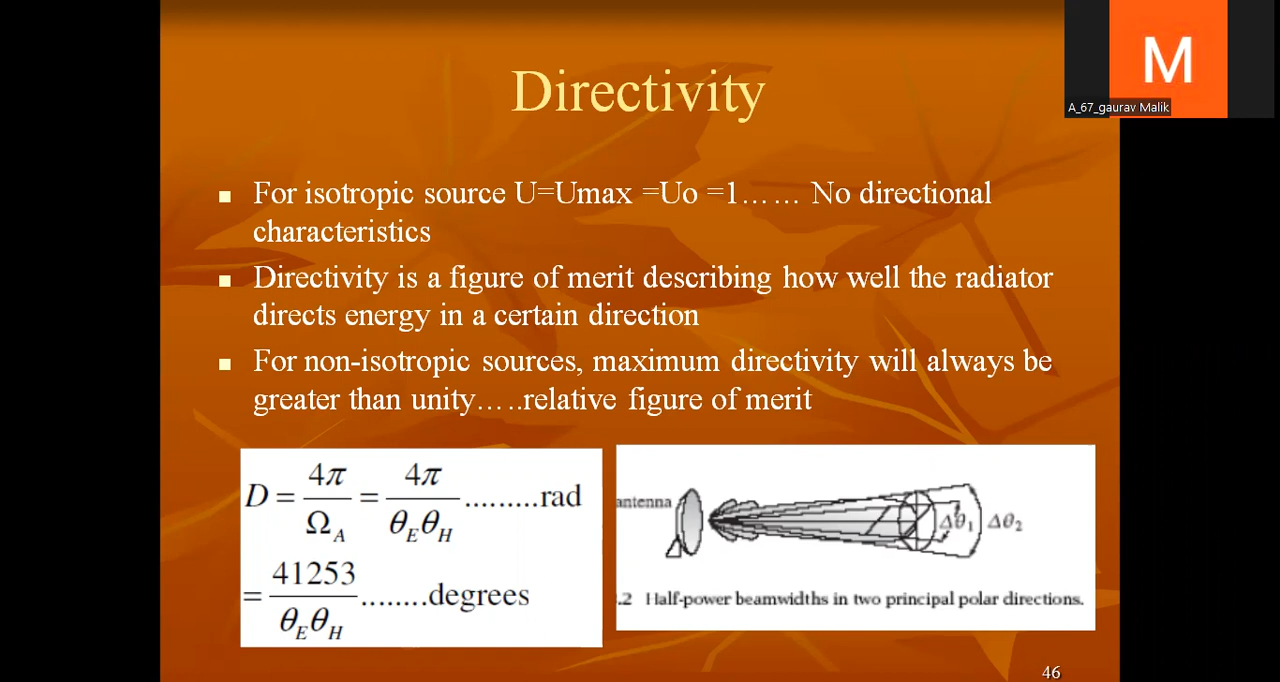 M
A_67_gaurav Malik
Directivity
For isotropic source U=Umax =Uo =1…… No directional
characteristics
Directivity is a figure of merit describing how well the radiator
directs energy in a certain direction
For non-isotropic sources, maximum directivity will always be
greater than unity…..relative figure of merit
D = 4π / Ω_A = 4π / θ_E θ_H .........rad
= 41253 / θ_E θ_H ........degrees
antenna
Δθ₁ Δθ₂
.2 Half-power beamwidths in two principal polar directions.
46